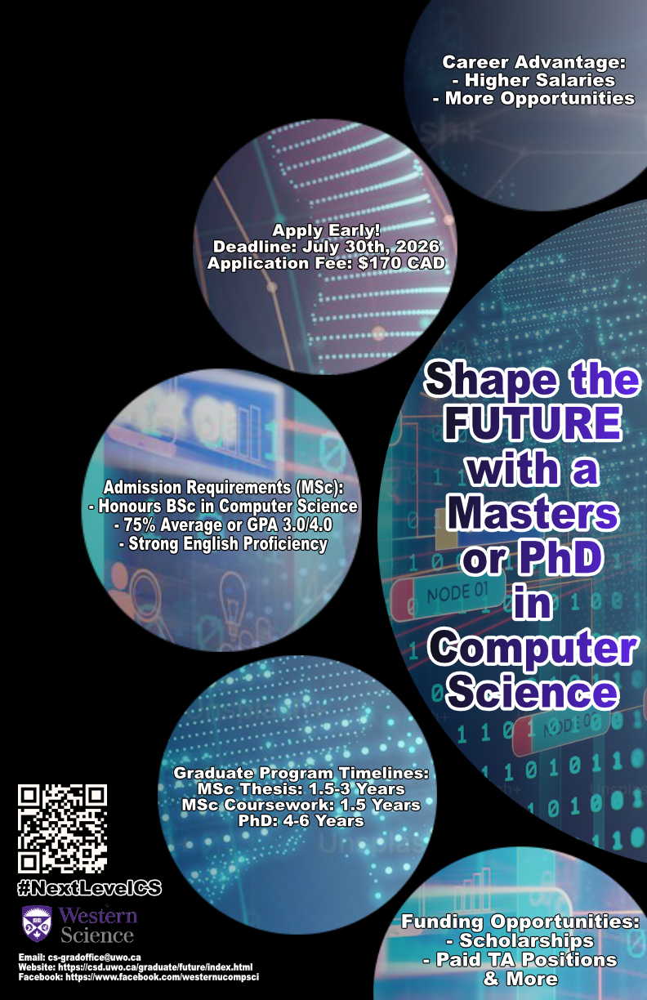 Career Advantage:
- Higher Salaries
- More Opportunities
Apply Early!
Deadline: July 30th, 2026
Application Fee: $170 CAD
Shape the
FUTURE
with a
Masters
or PhD
in
Computer
Science
NODE 01
Admission Requirements (MSc):
- Honours BSc in Computer Science
- 75% Average or GPA 3.0/4.0
- Strong English Proficiency
Graduate Program Timelines:
MSc Thesis: 1.5-3 Years
MSc Coursework: 1.5 Years
PhD: 4-6 Years
Funding Opportunities:
- Scholarships
- Paid TA Positions
& More
#NextLevelCS
Western
Science
Email: cs-gradoffice@uwo.ca
Website: https://csd.uwo.ca/graduate/future/index.html
Facebook: https://www.facebook.com/westernucompsci